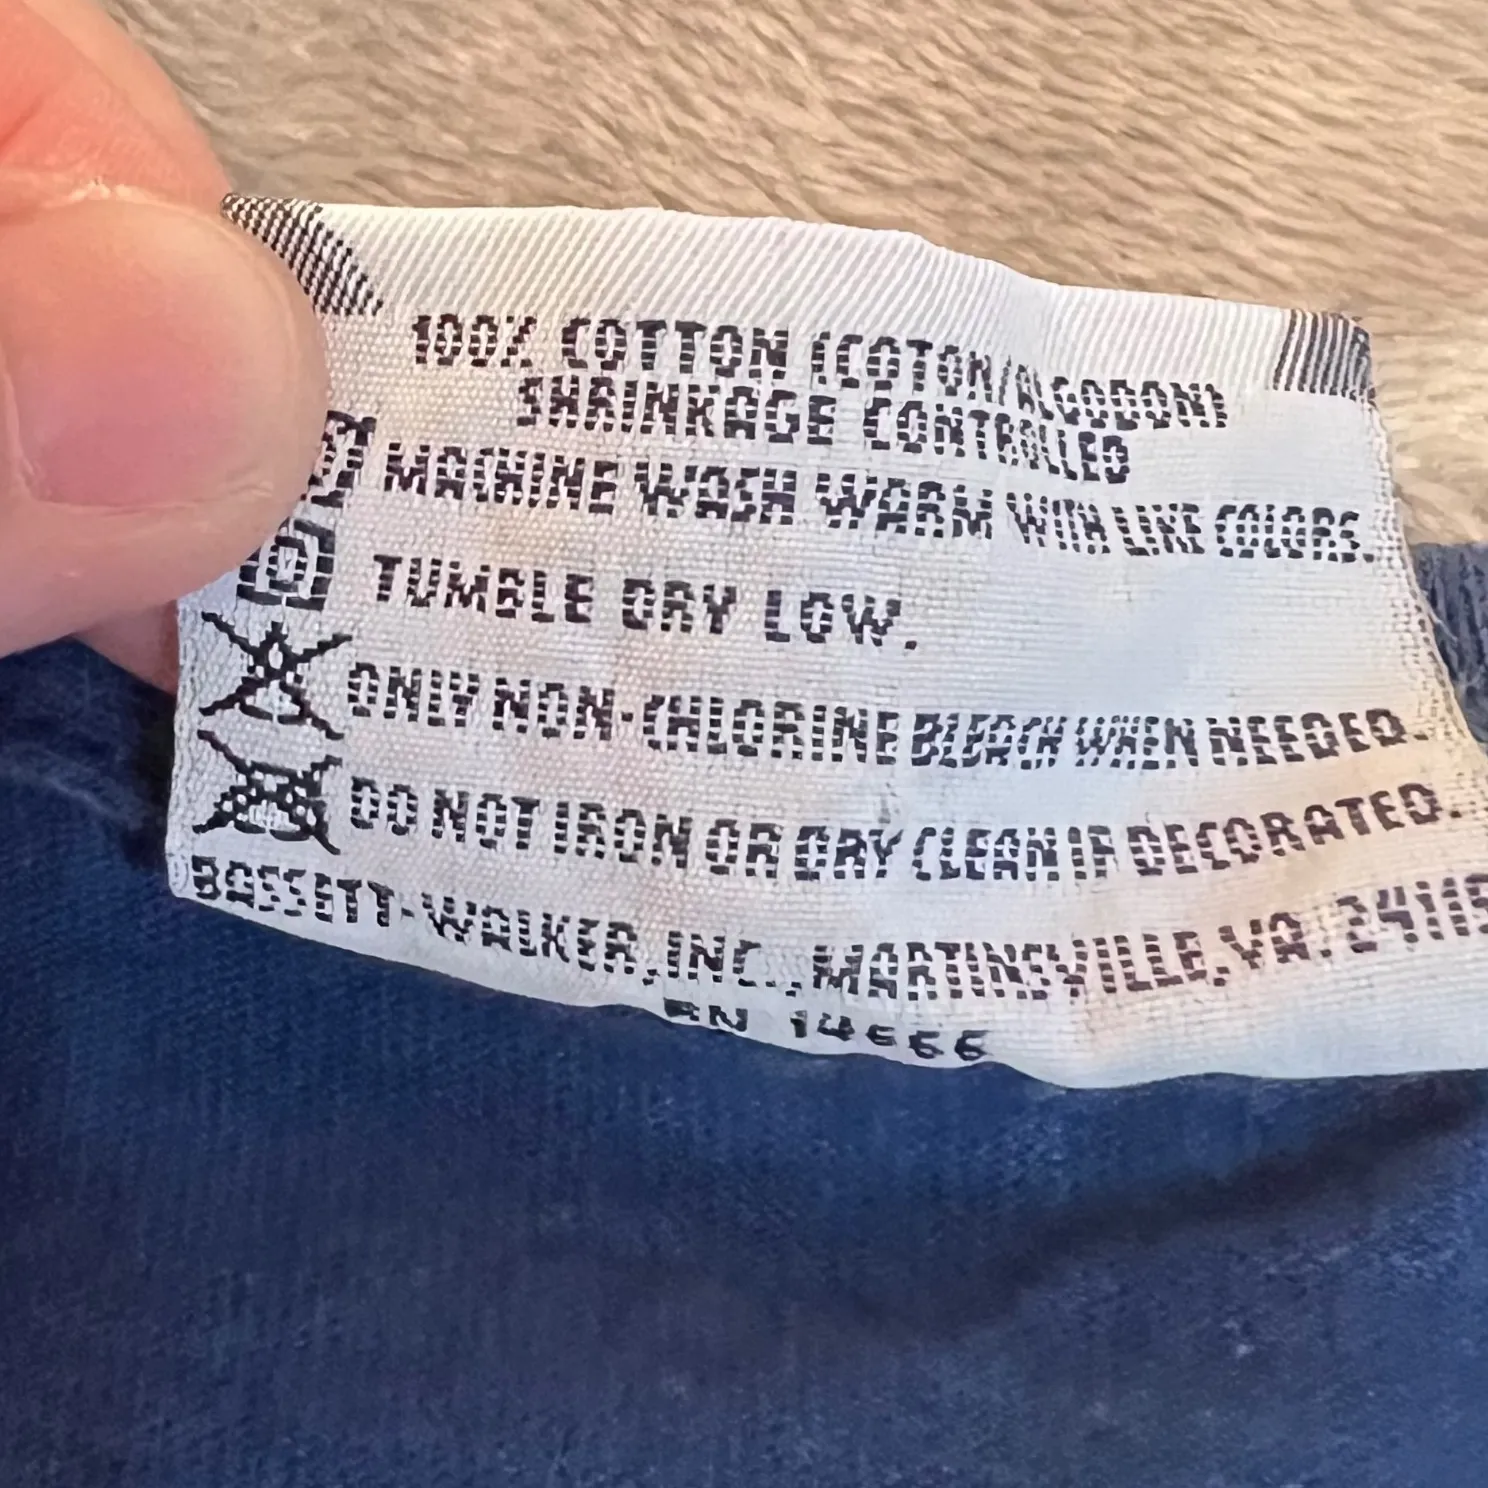 100% COTTON (COTON/ALGODON)
SHRINKAGE CONTROLLED
MACHINE WASH WARM WITH LIKE COLORS.
TUMBLE DRY LOW.
ONLY NON-CHLORINE BLEACH WHEN NEEDED.
DO NOT IRON OR DRY CLEAN IF DECORATED.
BASSETT-WALKER, INC., MARTINSVILLE, VA, 24115
RN 14666